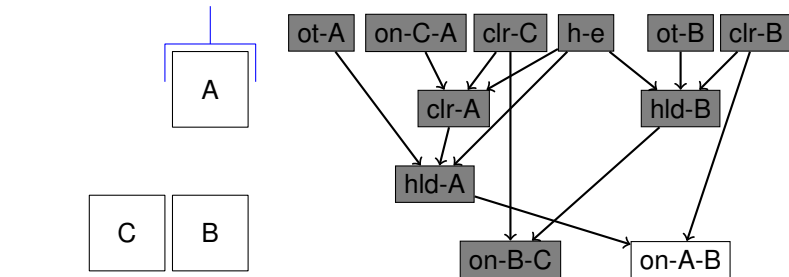 ot-A on-C-A clr-C h-e ot-B clr-B
A
clr-A hld-B
hld-A
C B
on-B-C on-A-B